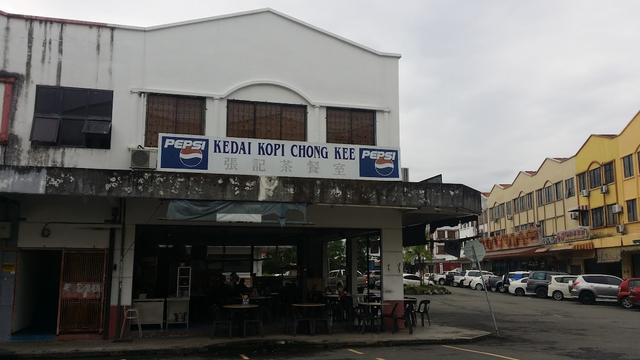 PEPSI KEDAI KOPI CHONG KEE PEPSI
張記茶餐室